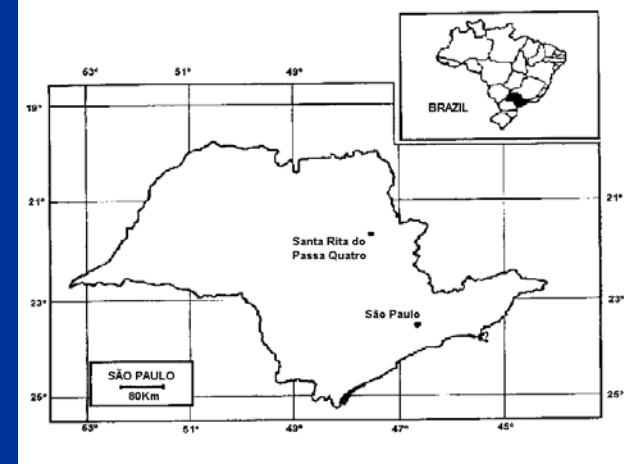 53° 51° 49°
BRAZIL
19°
21° 21°
Santa Rita do
Passa Quatro
23° 23°
São Paulo
SÃO PAULO
80Km
25° 25°
53° 51° 49° 47° 45°